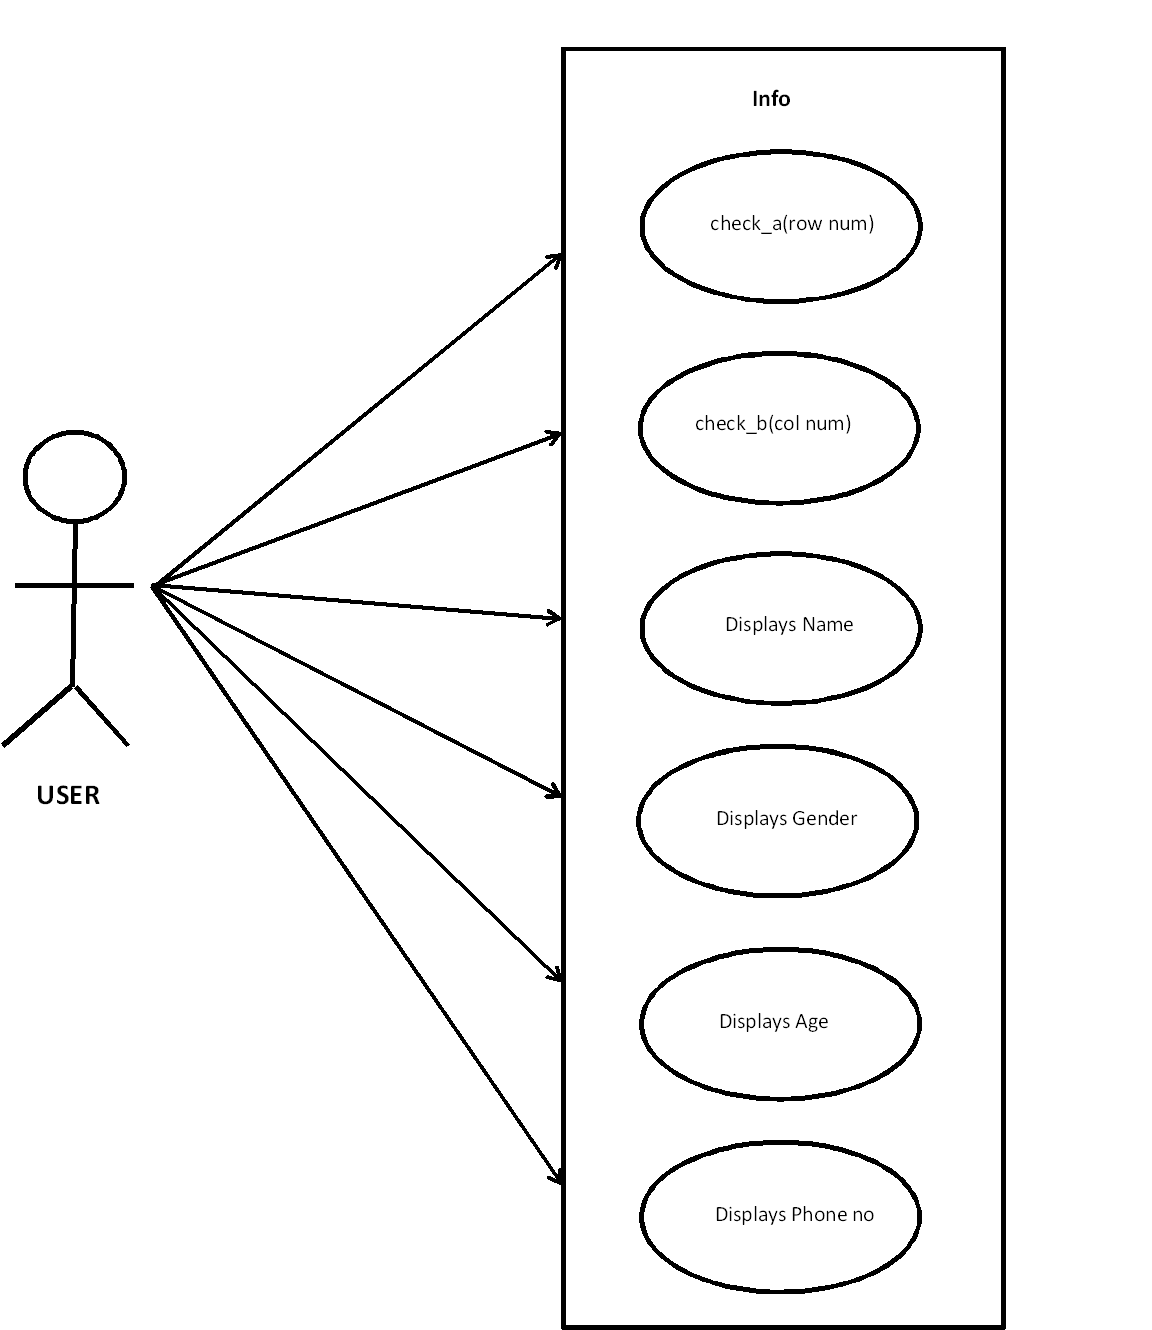 Info
check_a(row num)
check_b(col num)
Displays Name
Displays Gender
Displays Age
Displays Phone no
USER